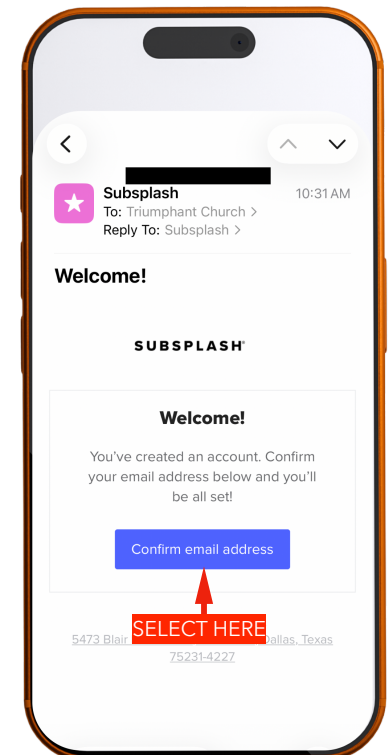 Subsplash
10:31 AM
To: Triumphant Church >
Reply To: Subsplash >
Welcome!
SUBSPLASH
Welcome!
You've created an account. Confirm
your email address below and you'll
be all set!
Confirm email address
SELECT HERE
5473 Blair Dallas, Texas
75231-4227